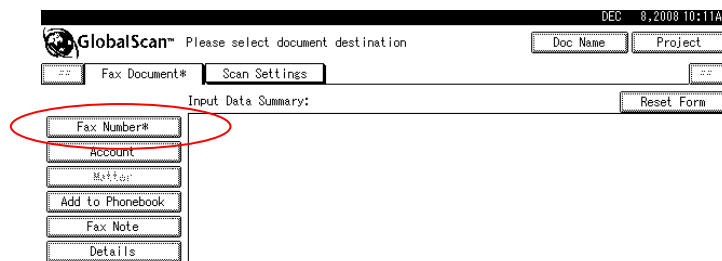 DEC 8,2008 10:11A
GlobalScan™ Please select document destination Doc Name Project
Fax Document* Scan Settings
Input Data Summary: Reset Form
Fax Number*
Account
Matter
Add to Phonebook
Fax Note
Details